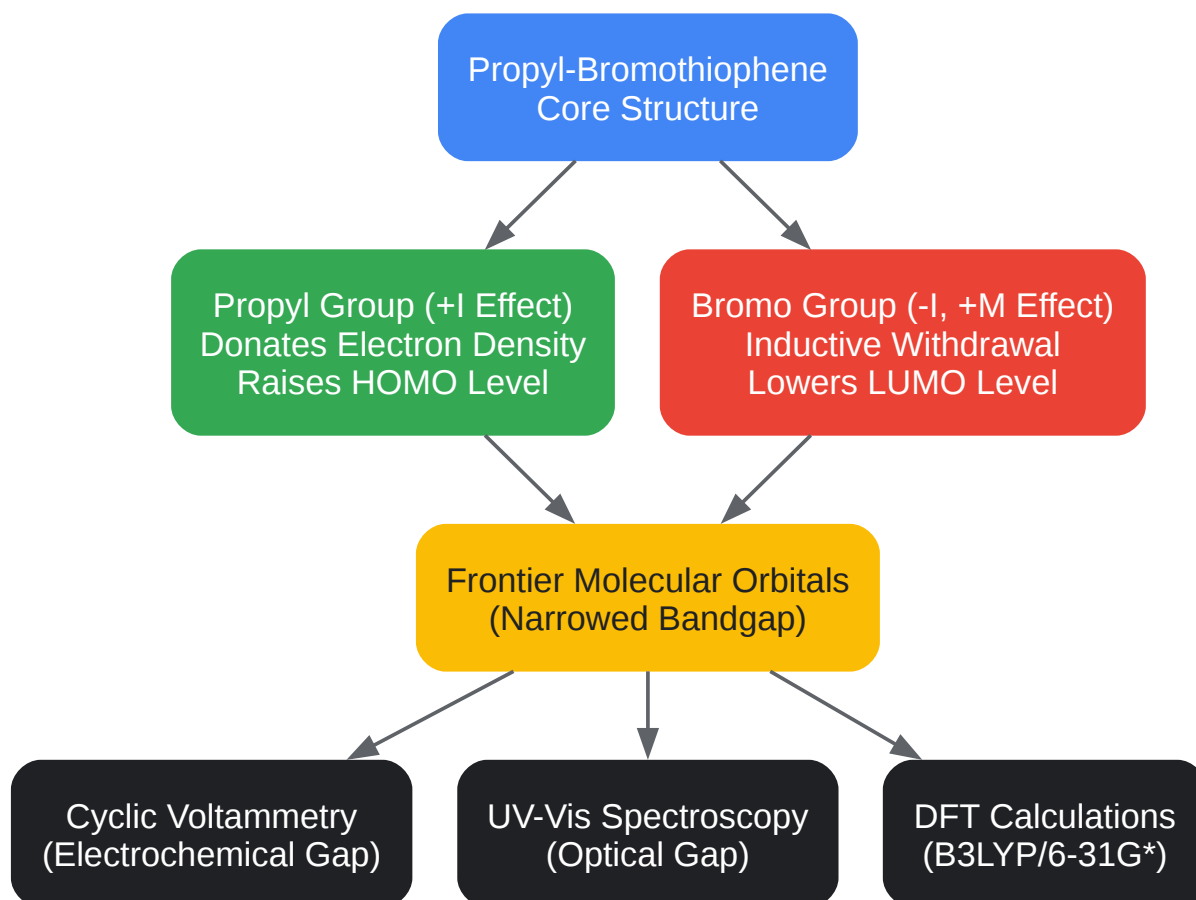 Propyl-Bromothiophene
Core Structure
Propyl Group (+I Effect)
Donates Electron Density
Raises HOMO Level
Bromo Group (-I, +M Effect)
Inductive Withdrawal
Lowers LUMO Level
Frontier Molecular Orbitals
(Narrowed Bandgap)
Cyclic Voltammetry
(Electrochemical Gap)
UV-Vis Spectroscopy
(Optical Gap)
DFT Calculations
(B3LYP/6-31G*)